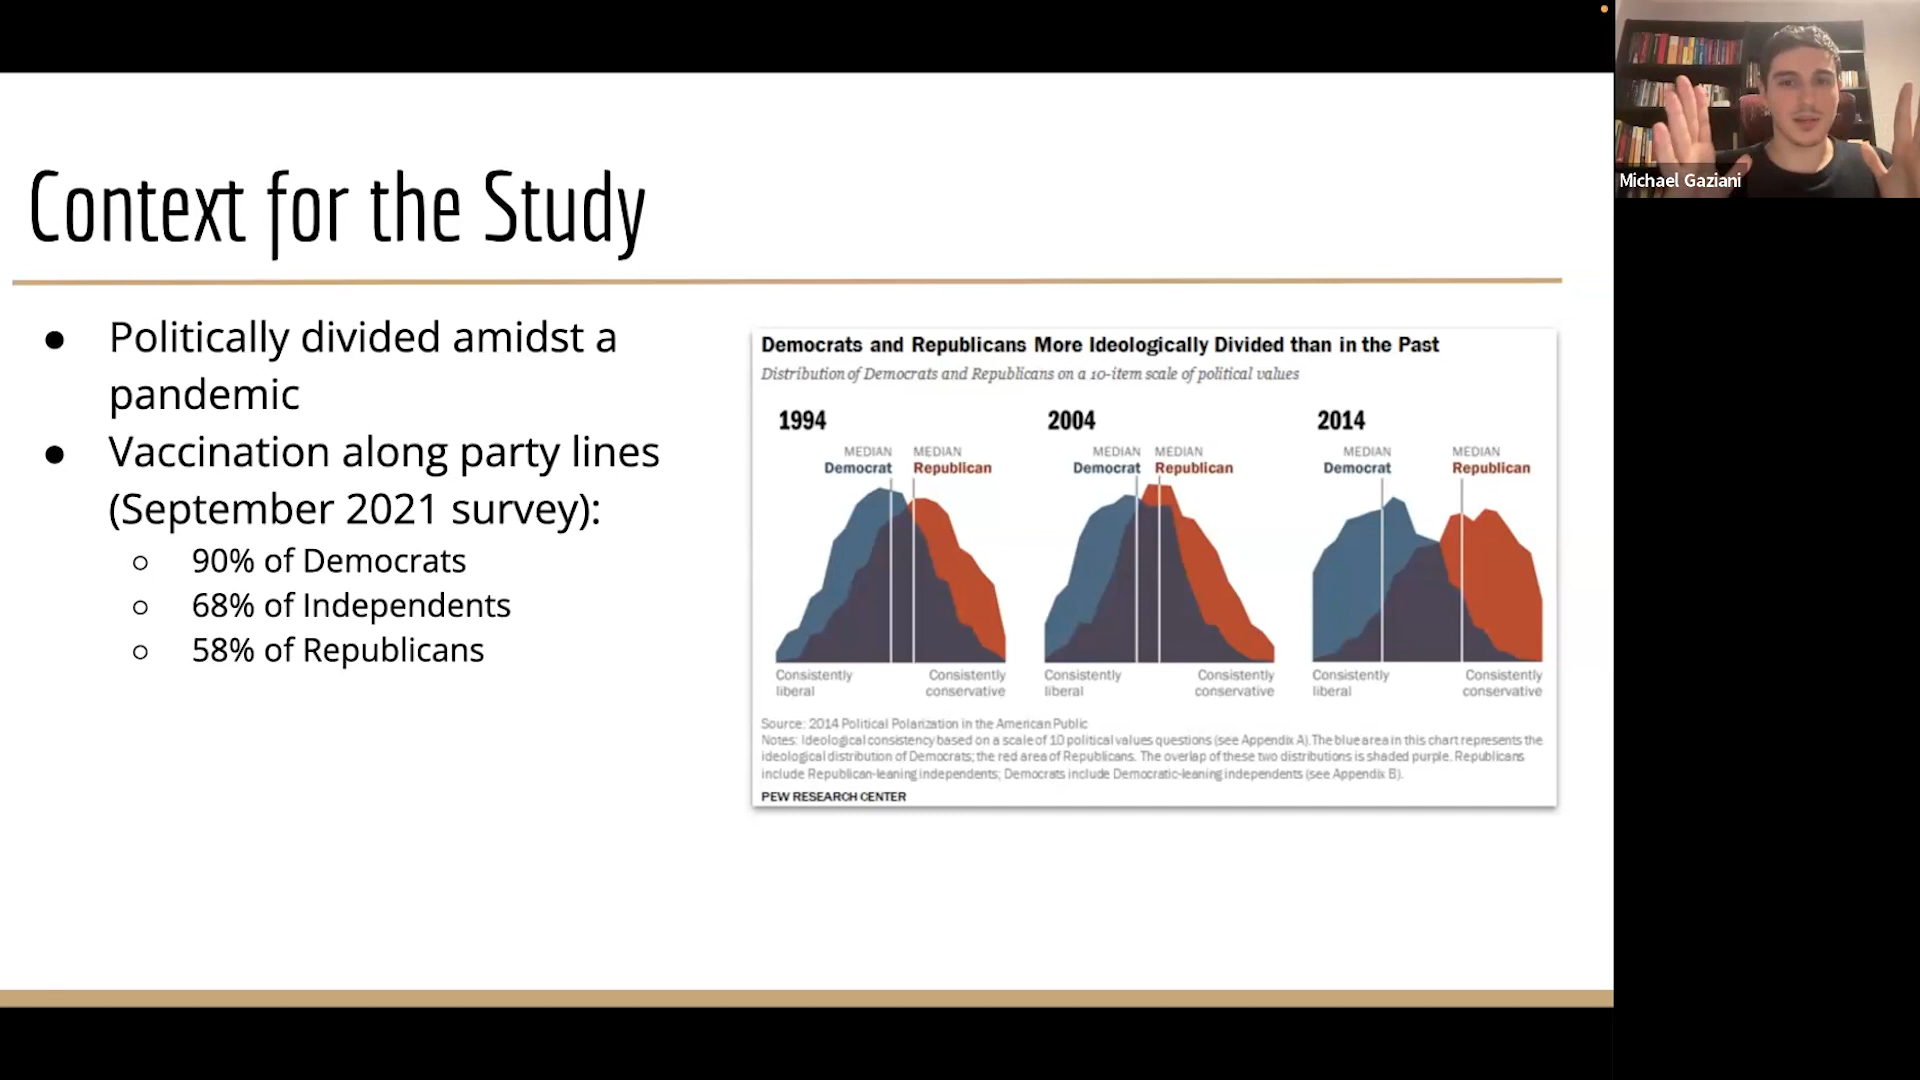 Context for the Study
● Politically divided amidst a
pandemic
● Vaccination along party lines
(September 2021 survey):
○ 90% of Democrats
○ 68% of Independents
○ 58% of Republicans
Democrats and Republicans More Ideologically Divided than in the Past
Distribution of Democrats and Republicans on a 10-item scale of political values
1994
MEDIAN MEDIAN
Democrat Republican
Consistently Consistently
liberal conservative
2004
MEDIAN MEDIAN
Democrat Republican
Consistently Consistently
liberal conservative
2014
MEDIAN MEDIAN
Democrat Republican
Consistently Consistently
liberal conservative
Source: 2014 Political Polarization in the American Public
Notes: Ideological consistency based on a scale of 10 political values questions (see Appendix A).The blue area in this chart represents the
ideological distribution of Democrats; the red area of Republicans. The overlap of these two distributions is shaded purple. Republicans
include Republican-leaning independents; Democrats include Democratic-leaning independents (see Appendix B).
PEW RESEARCH CENTER
Michael Gaziani